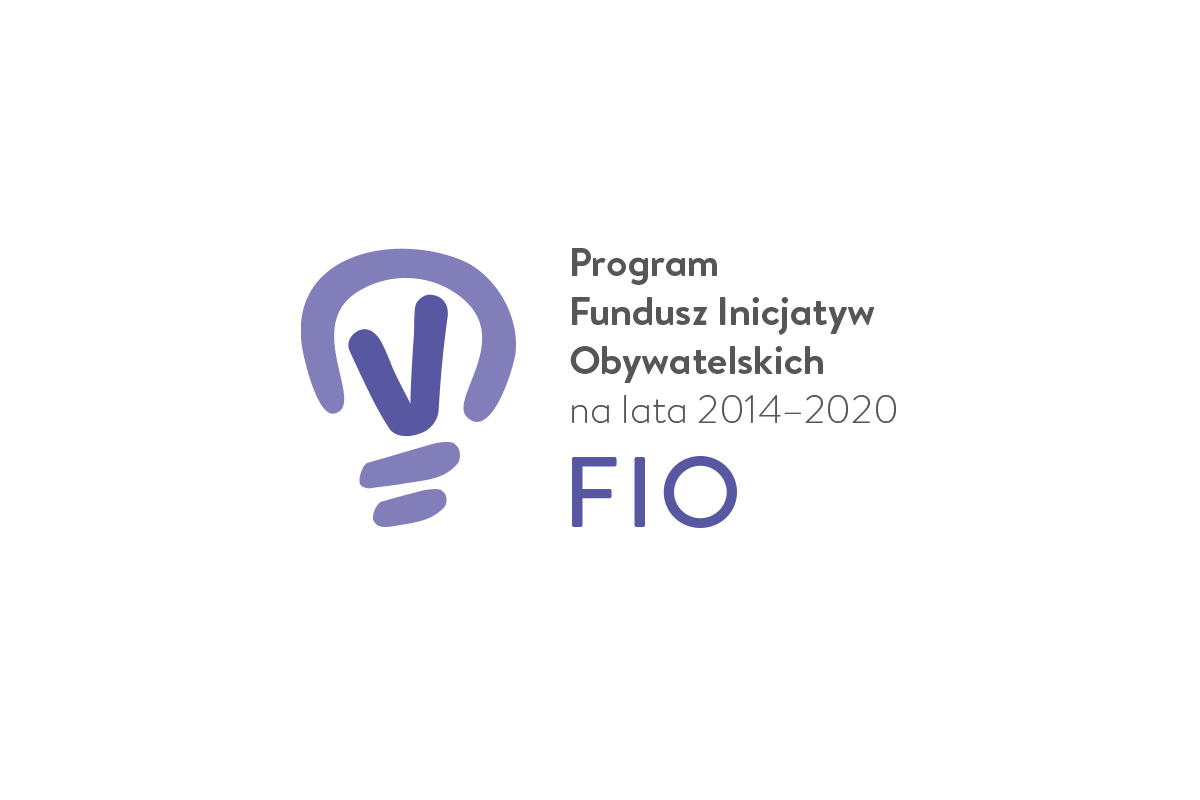 Program
Fundusz Inicjatyw
Obywatelskich
na lata 2014–2020
FIO